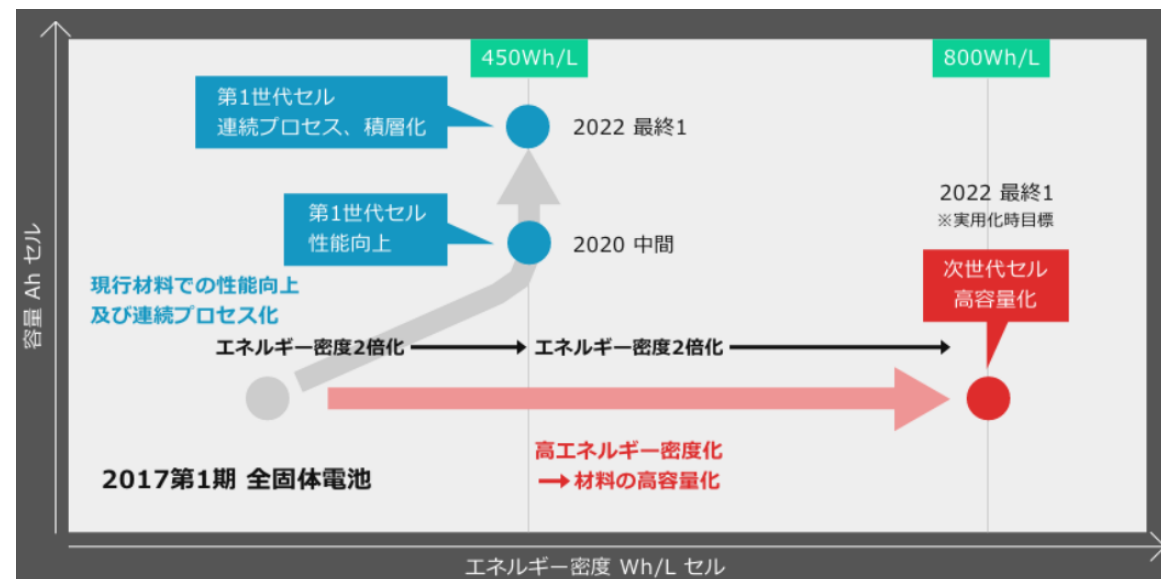 450Wh/L
800Wh/L
第1世代セル
連続プロセス、積層化
2022 最終1
第1世代セル
性能向上
2020 中間
2022 最終1
※実用化時目標
次世代セル
高容量化
現行材料での性能向上
及び連続プロセス化
エネルギー密度2倍化
エネルギー密度2倍化
高エネルギー密度化
→材料の高容量化
2017第1期 全固体電池
容量 Ah セル
エネルギー密度 Wh/L セル